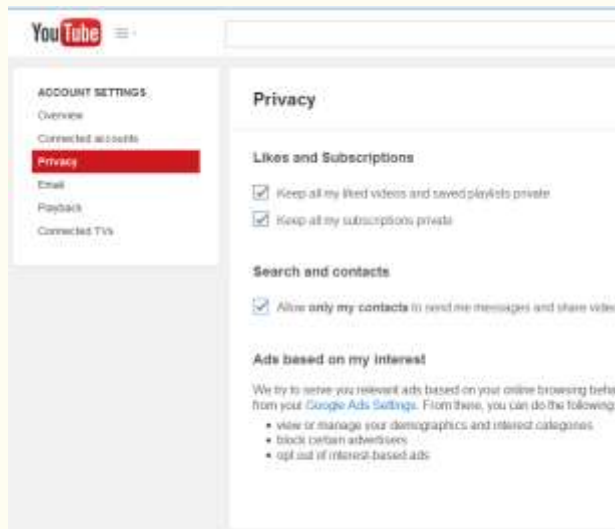 YouTube
ACCOUNT SETTINGS
Overview
Connected accounts
Privacy
Email
Playback
Connected TVs
Privacy
Likes and Subscriptions
Keep all my liked videos and saved playlists private
Keep all my subscriptions private
Search and contacts
Allow only my contacts to send me messages and share video
Ads based on my interest
We try to serve you relevant ads based on your online browsing beha
from your Google Ads Settings. From there, you can do the following
• view or manage your demographics and interest categories
• block certain advertisers
• opt out of interest-based ads